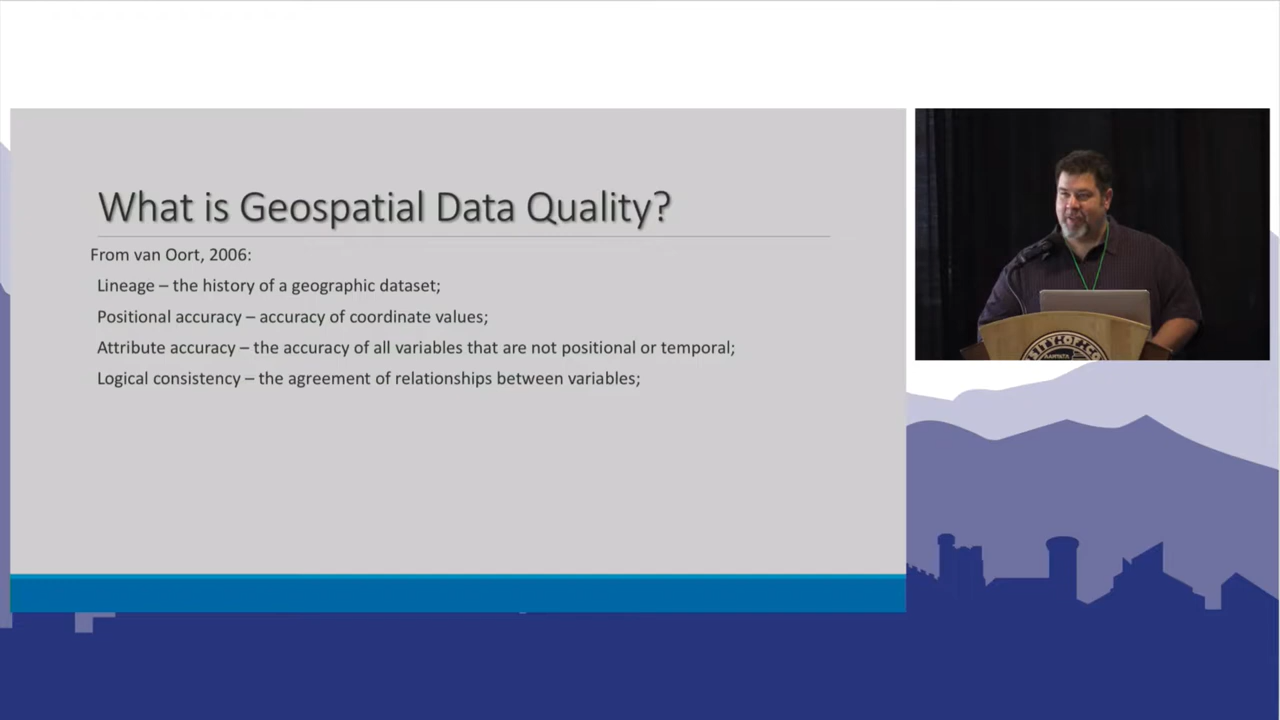 What is Geospatial Data Quality?
From van Oort, 2006:
Lineage – the history of a geographic dataset;
Positional accuracy – accuracy of coordinate values;
Attribute accuracy – the accuracy of all variables that are not positional or temporal;
Logical consistency – the agreement of relationships between variables;